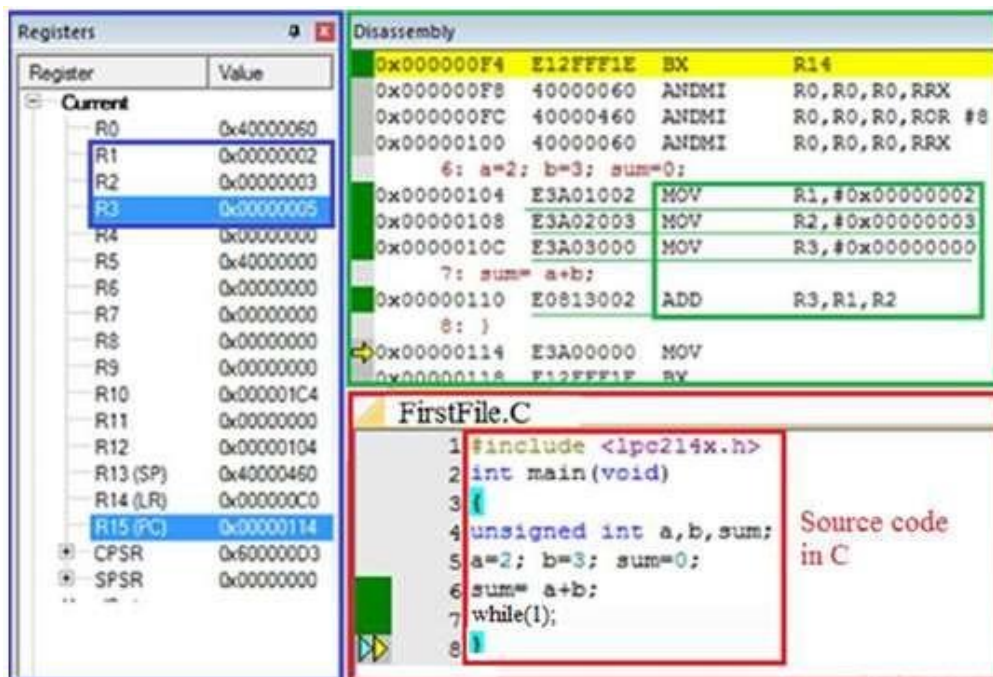 Registers
Register Value
Current
R0 0x40000060
R1 0x00000002
R2 0x00000003
R3 0x00000005
R4 0x00000000
R5 0x40000000
R6 0x00000000
R7 0x00000000
R8 0x00000000
R9 0x00000000
R10 0x000001C4
R11 0x00000000
R12 0x00000104
R13 (SP) 0x40000460
R14 (LR) 0x000000C0
R15 (PC) 0x00000114
CPSR 0x600000D3
SPSR 0x00000000
Disassembly
0x000000F4 E12FFF1E BX R14
0x000000F8 40000060 ANDMI R0,R0,R0,RRX
0x000000FC 40000460 ANDMI R0,R0,R0,ROR #8
0x00000100 40000060 ANDMI R0,R0,R0,RRX
6: a=2; b=3; sum=0;
0x00000104 E3A01002 MOV R1,#0x00000002
0x00000108 E3A02003 MOV R2,#0x00000003
0x0000010C E3A03000 MOV R3,#0x00000000
7: sum= a+b;
0x00000110 E0813002 ADD R3,R1,R2
8: }
0x00000114 E3A00000 MOV
0x00000118 E12FFF1E BX
FirstFile.C
1 #include <lpc214x.h>
2 int main(void)
3 {
4 unsigned int a,b,sum;
5 a=2; b=3; sum=0;
6 sum= a+b;
7 while(1);
8 }
Source code
in C